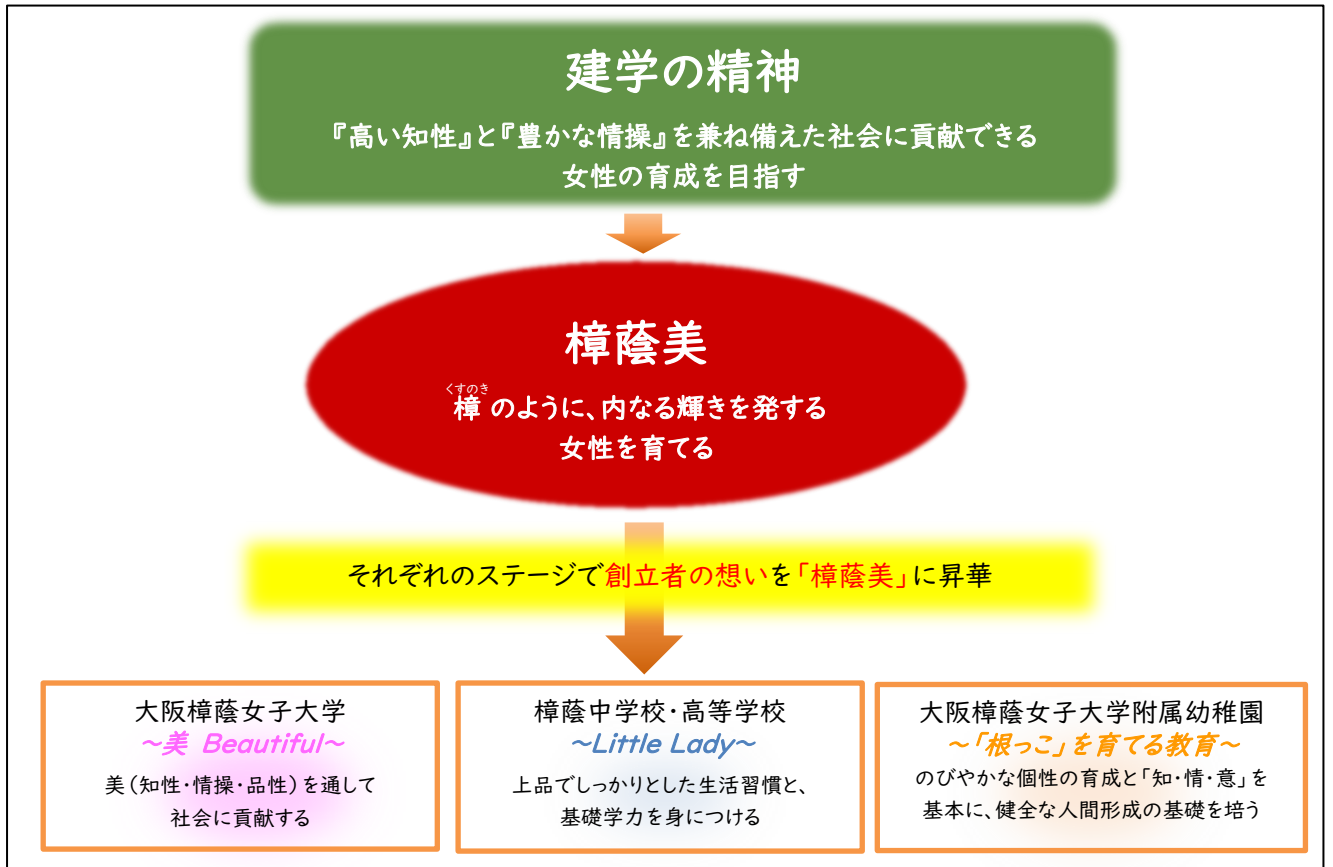 建学の精神
『高い知性』と『豊かな情操』を兼ね備えた社会に貢献できる
女性の育成を目指す
樟蔭美
くすのき
樟のように、内なる輝きを発する
女性を育てる
それぞれのステージで創立者の想いを「樟蔭美」に昇華
大阪樟蔭女子大学
～美 Beautiful～
美（知性・情操・品性）を通して
社会に貢献する
樟蔭中学校・高等学校
～Little Lady～
上品でしっかりとした生活習慣と、
基礎学力を身につける
大阪樟蔭女子大学附属幼稚園
～「根っこ」を育てる教育～
のびやかな個性の育成と「知・情・意」を
基本に、健全な人間形成の基礎を培う